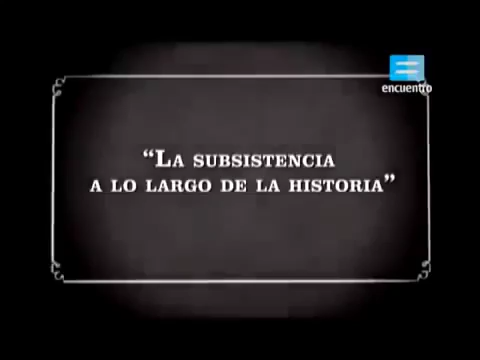 encuentro
“LA SUBSISTENCIA
A LO LARGO DE LA HISTORIA”